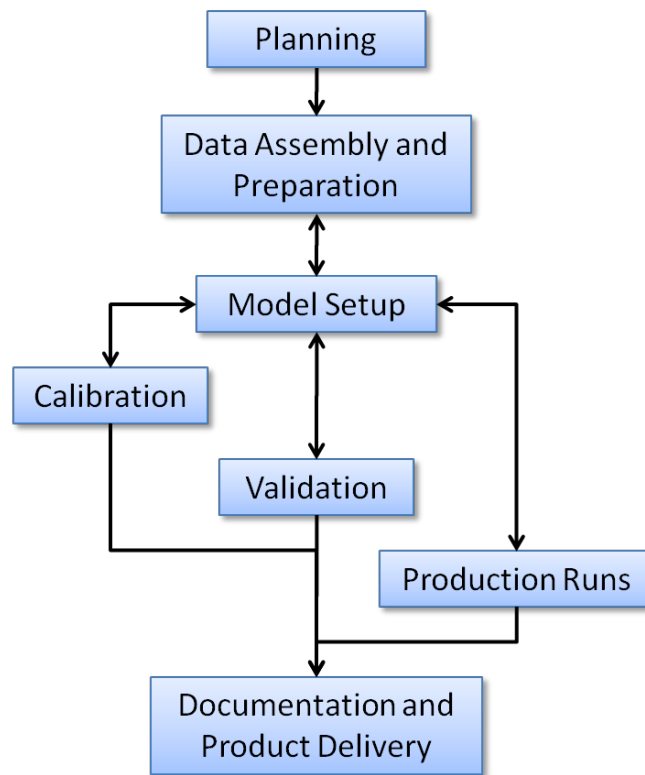 Planning
Data Assembly and
Preparation
Model Setup
Calibration
Validation
Production Runs
Documentation and
Product Delivery